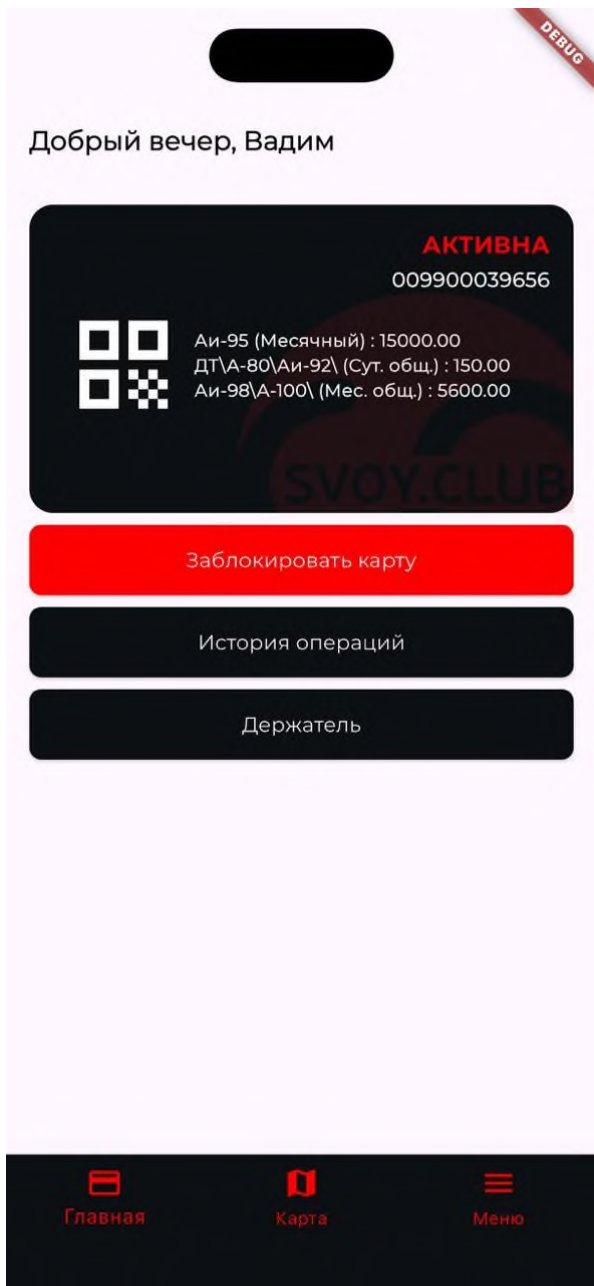 DEBUG
Добрый вечер, Вадим
АКТИВНА
009900039656
Аи-95 (Месячный) : 15000.00
ДТ\А-80\Аи-92\ (Сут. общ.) : 150.00
Аи-98\А-100\ (Мес. общ.) : 5600.00
SVOY.CLUB
Заблокировать карту
История операций
Держатель
Главная
Карта
Меню